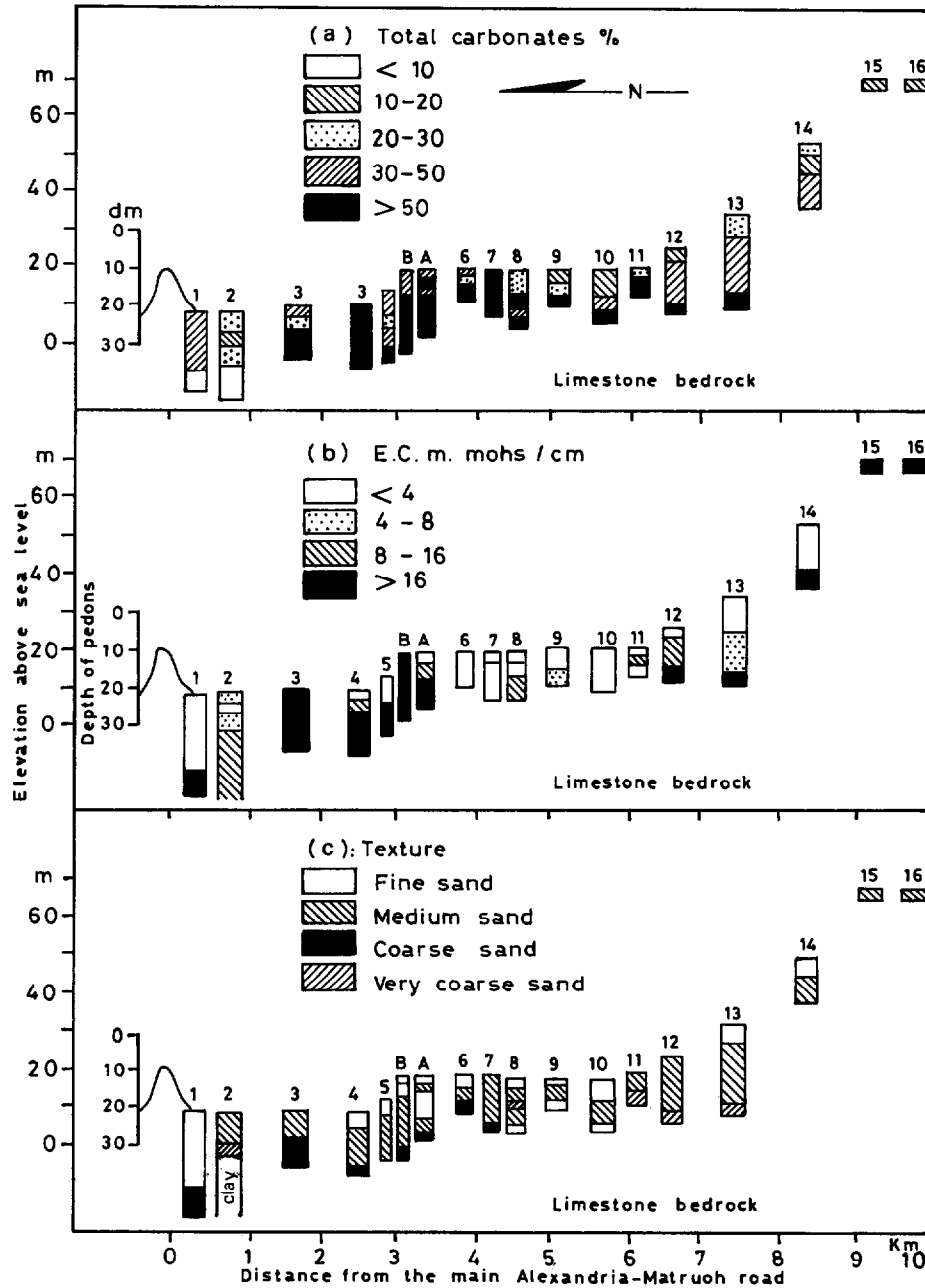 (a) Total carbonates %
< 10
10-20
20-30
30-50
> 50
N
m
60
40
20
0
dm
0
10
20
30
1 2 3 3 B A 6 7 8 9 10 11 12 13 14 15 16
Limestone bedrock
(b) E.C. m. mohs / cm
< 4
4 - 8
8 - 16
> 16
m
60
40
20
0
0
10
20
30
Elevation above sea level
Depth of pedons
1 2 3 4 5 B A 6 7 8 9 10 11 12 13 14 15 16
Limestone bedrock
(c): Texture
Fine sand
Medium sand
Coarse sand
Very coarse sand
m
60
40
20
0
0
10
20
30
1 2 3 4 5 B A 6 7 8 9 10 11 12 13 14 15 16
clay
Limestone bedrock
0 1 2 3 4 5 6 7 8 9 10
Km
Distance from the main Alexandria-Matruoh road